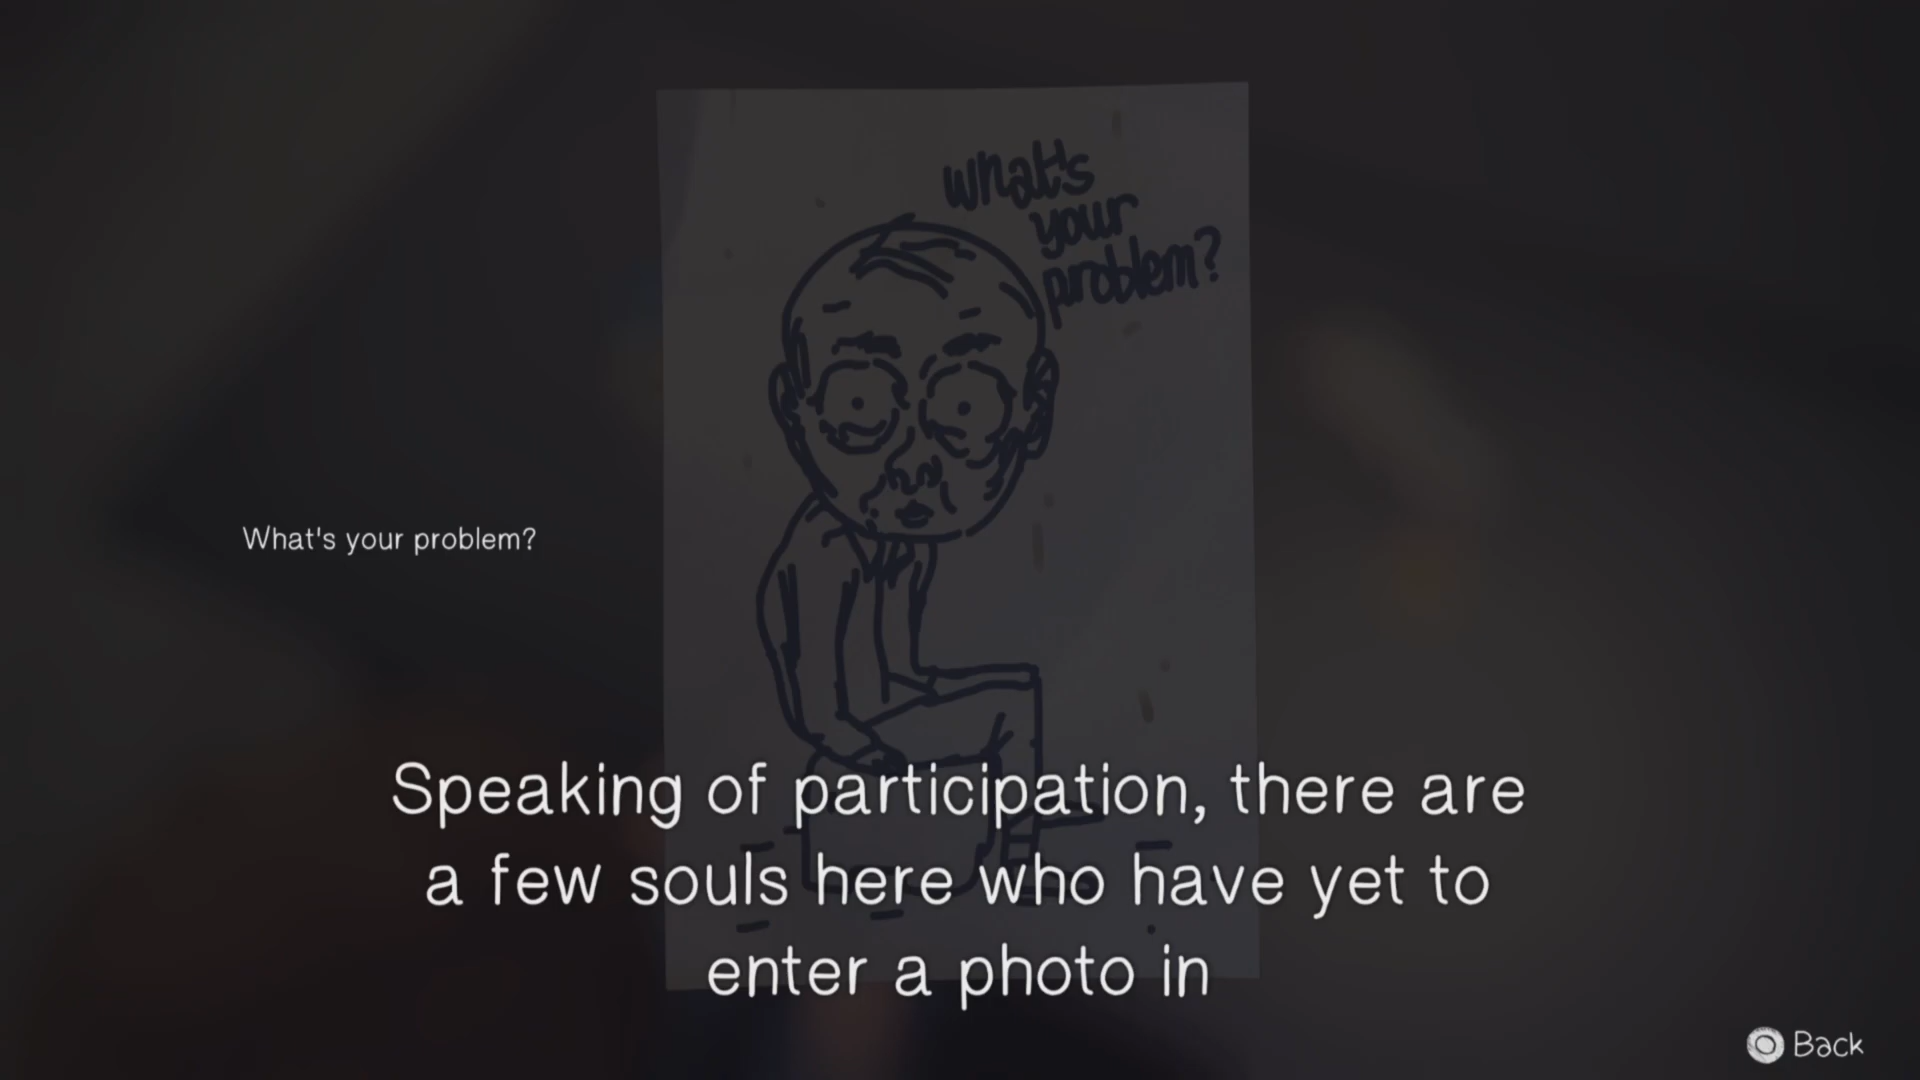 what's
your
problem?
What's your problem?
Speaking of participation, there are
a few souls here who have yet to
enter a photo in
Back